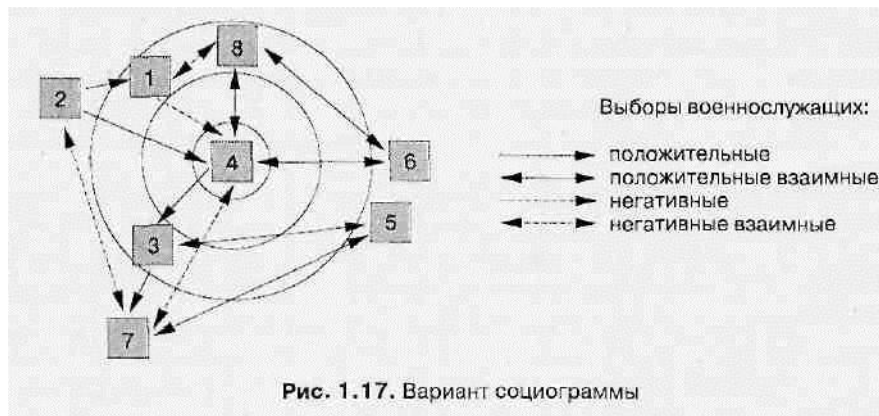 8
1
2
4
6
5
3
7
Выборы военнослужащих:
положительные
положительные взаимные
негативные
негативные взаимные
Рис. 1.17. Вариант социограммы